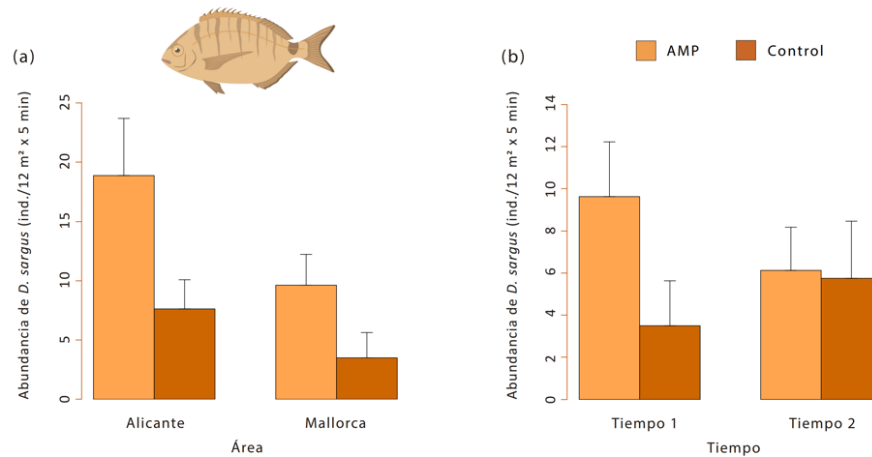 (a)
Abundancia de D. sargus (ind./12 m² x 5 min)
25
20
15
10
5
0
Alicante
Mallorca
Área
(b)
AMP
Control
Abundancia de D. sargus (ind./12 m² x 5 min)
14
12
10
8
6
4
2
0
Tiempo 1
Tiempo 2
Tiempo